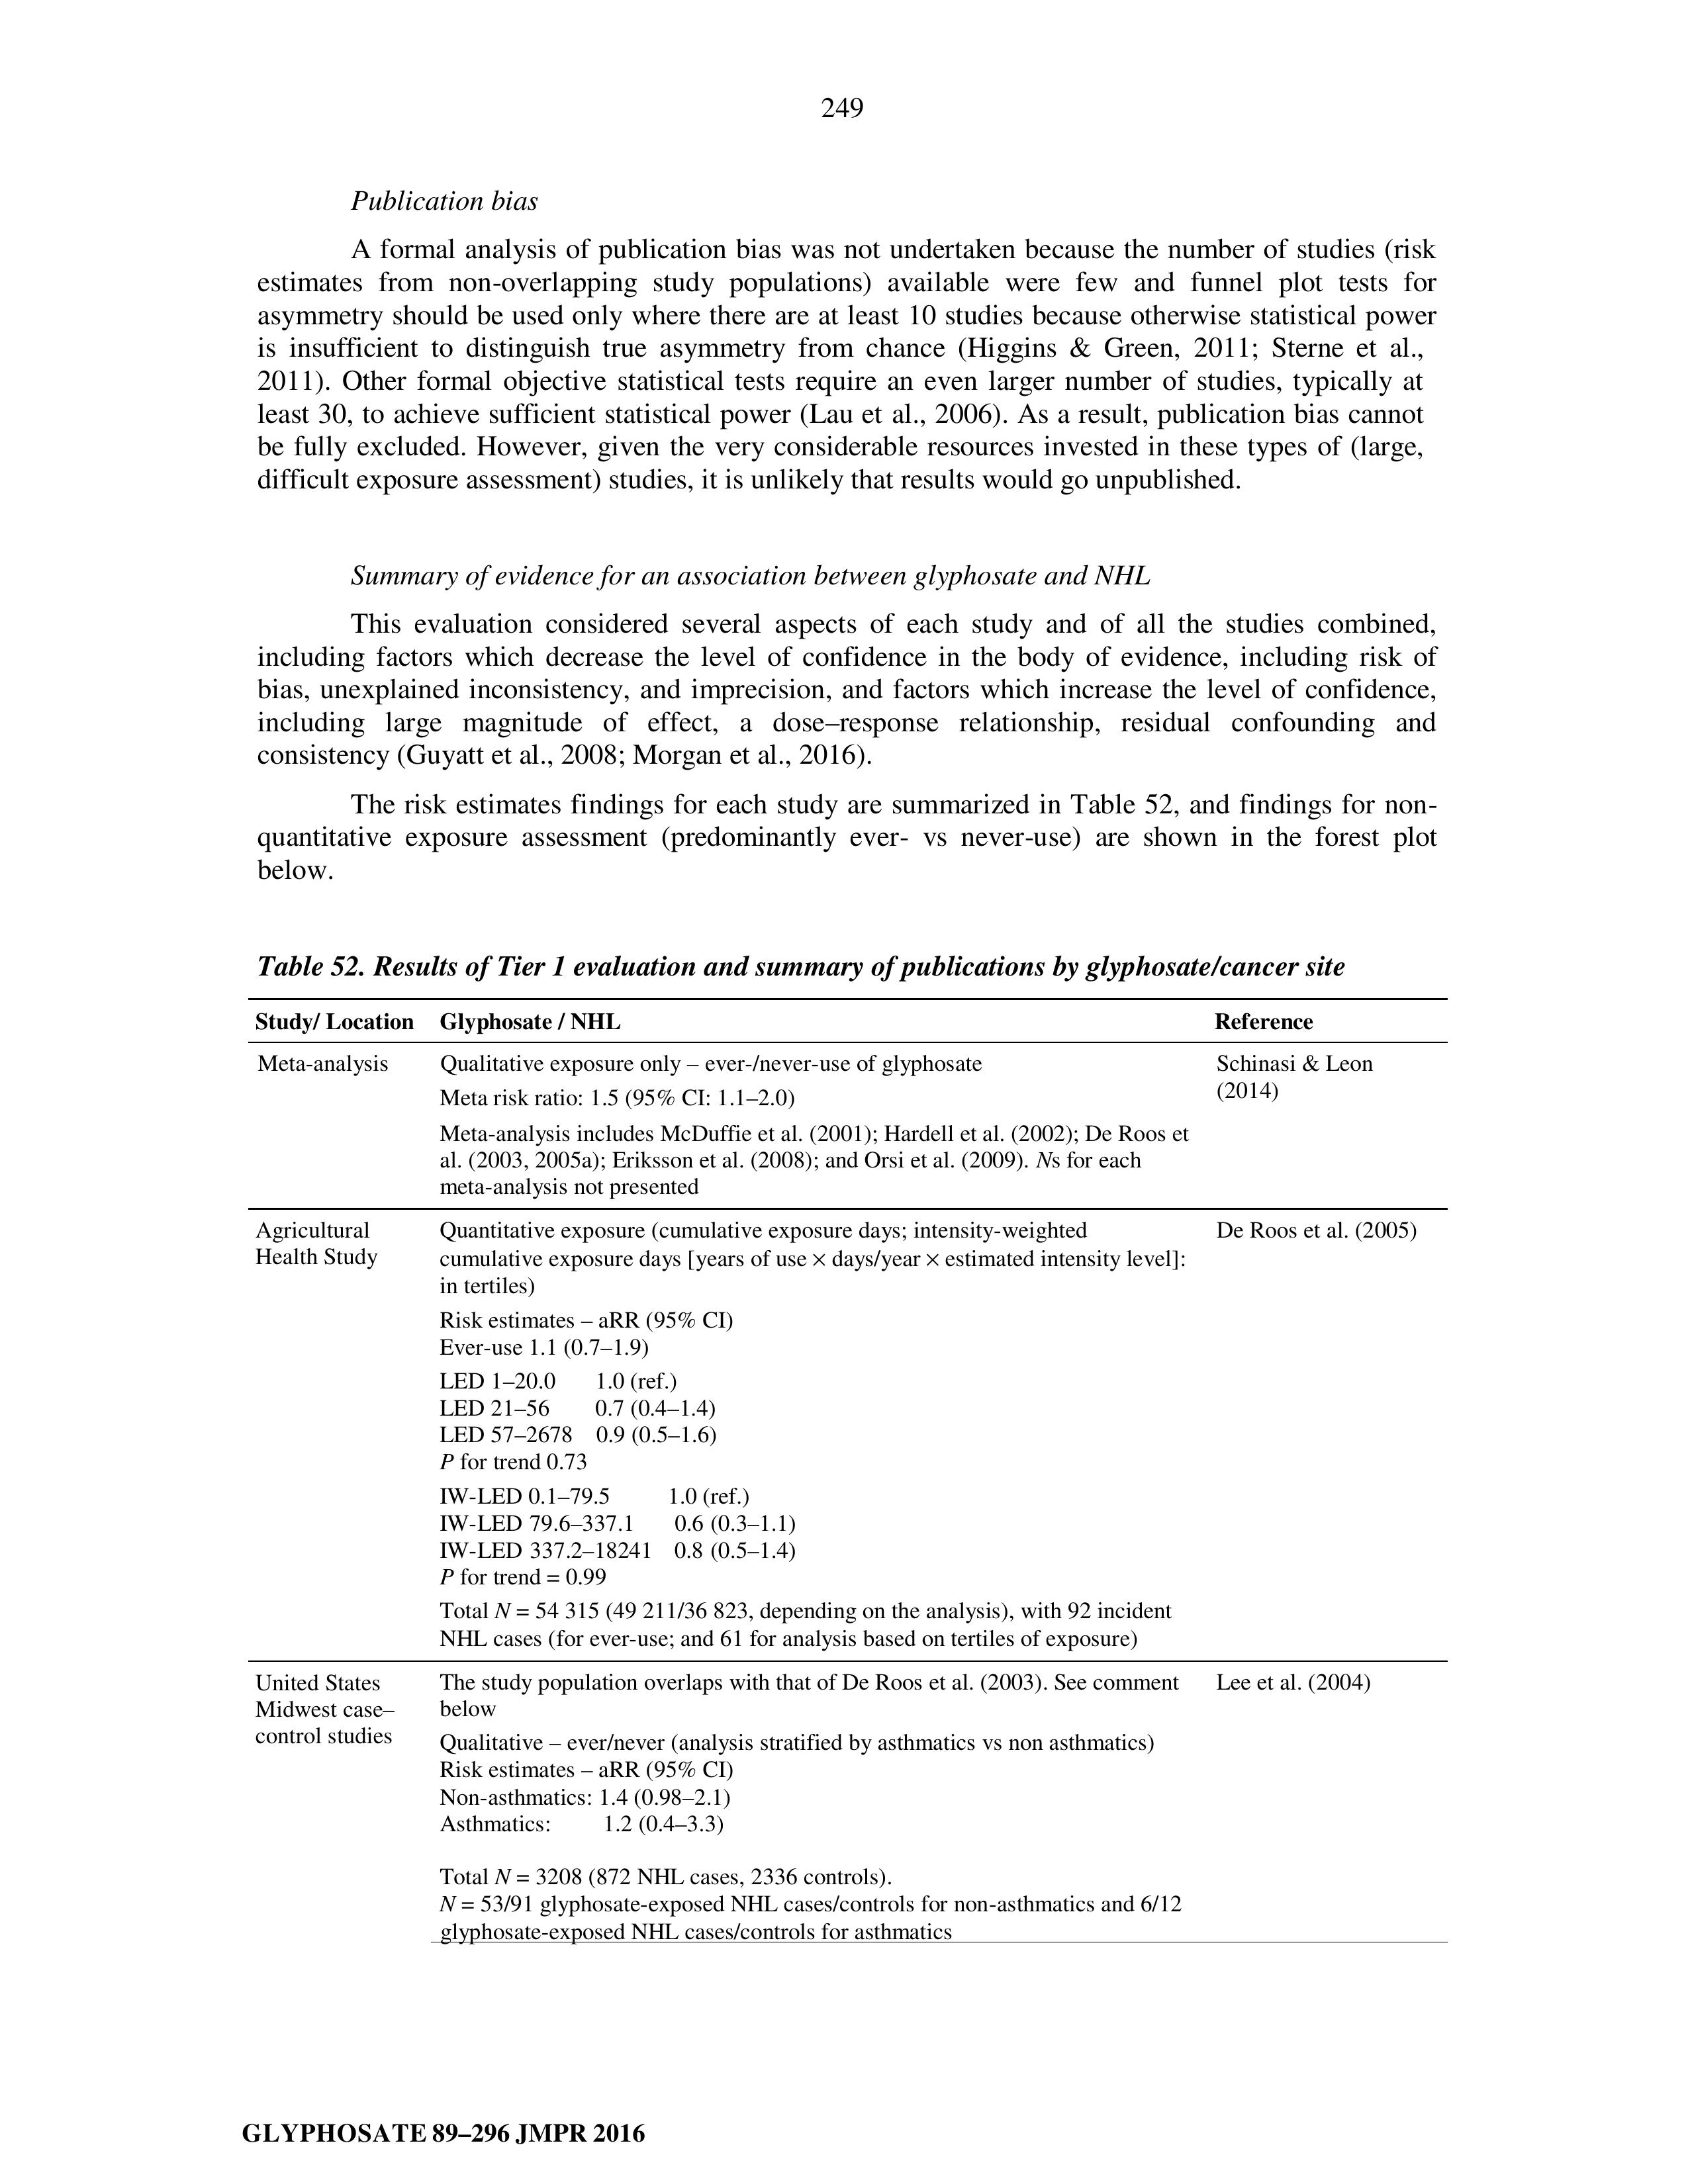 249
Publication bias
A formal analysis of publication bias was not undertaken because the number of studies (risk
estimates from non-overlapping study populations) available were few and funnel plot tests for
asymmetry should be used only where there are at least 10 studies because otherwise statistical power
is insufficient to distinguish true asymmetry from chance (Higgins & Green, 2011; Sterne et al.,
2011). Other formal objective statistical tests require an even larger number of studies, typically at
least 30, to achieve sufficient statistical power (Lau et al., 2006). As a result, publication bias cannot
be fully excluded. However, given the very considerable resources invested in these types of (large,
difficult exposure assessment) studies, it is unlikely that results would go unpublished.
Summary of evidence for an association between glyphosate and NHL
This evaluation considered several aspects of each study and of all the studies combined,
including factors which decrease the level of confidence in the body of evidence, including risk of
bias, unexplained inconsistency, and imprecision, and factors which increase the level of confidence,
including large magnitude of effect, a dose–response relationship, residual confounding and
consistency (Guyatt et al., 2008; Morgan et al., 2016).
The risk estimates findings for each study are summarized in Table 52, and findings for non-
quantitative exposure assessment (predominantly ever- vs never-use) are shown in the forest plot
below.
Table 52. Results of Tier 1 evaluation and summary of publications by glyphosate/cancer site
Study/ Location Glyphosate / NHL Reference
Meta-analysis Qualitative exposure only – ever-/never-use of glyphosate Schinasi & Leon
(2014)
Meta risk ratio: 1.5 (95% CI: 1.1–2.0)
Meta-analysis includes McDuffie et al. (2001); Hardell et al. (2002); De Roos et
al. (2003, 2005a); Eriksson et al. (2008); and Orsi et al. (2009). Ns for each
meta-analysis not presented
Agricultural Quantitative exposure (cumulative exposure days; intensity-weighted De Roos et al. (2005)
Health Study cumulative exposure days [years of use × days/year × estimated intensity level]:
in tertiles)
Risk estimates – aRR (95% CI)
Ever-use 1.1 (0.7–1.9)
LED 1–20.0 1.0 (ref.)
LED 21–56 0.7 (0.4–1.4)
LED 57–2678 0.9 (0.5–1.6)
P for trend 0.73
IW-LED 0.1–79.5 1.0 (ref.)
IW-LED 79.6–337.1 0.6 (0.3–1.1)
IW-LED 337.2–18241 0.8 (0.5–1.4)
P for trend = 0.99
Total N = 54 315 (49 211/36 823, depending on the analysis), with 92 incident
NHL cases (for ever-use; and 61 for analysis based on tertiles of exposure)
United States The study population overlaps with that of De Roos et al. (2003). See comment Lee et al. (2004)
Midwest case– below
control studies Qualitative – ever/never (analysis stratified by asthmatics vs non asthmatics)
Risk estimates – aRR (95% CI)
Non-asthmatics: 1.4 (0.98–2.1)
Asthmatics: 1.2 (0.4–3.3)
Total N = 3208 (872 NHL cases, 2336 controls).
N = 53/91 glyphosate-exposed NHL cases/controls for non-asthmatics and 6/12
glyphosate-exposed NHL cases/controls for asthmatics
GLYPHOSATE 89–296 JMPR 2016